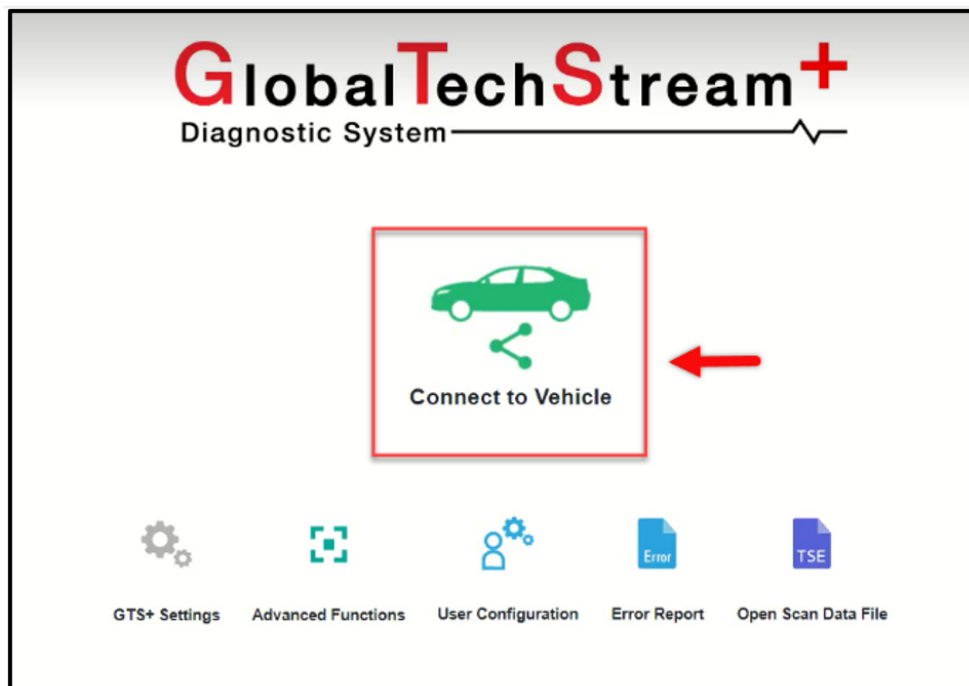 GlobalTechStream+
Diagnostic System
Connect to Vehicle
Error
TSE
GTS+ Settings
Advanced Functions
User Configuration
Error Report
Open Scan Data File